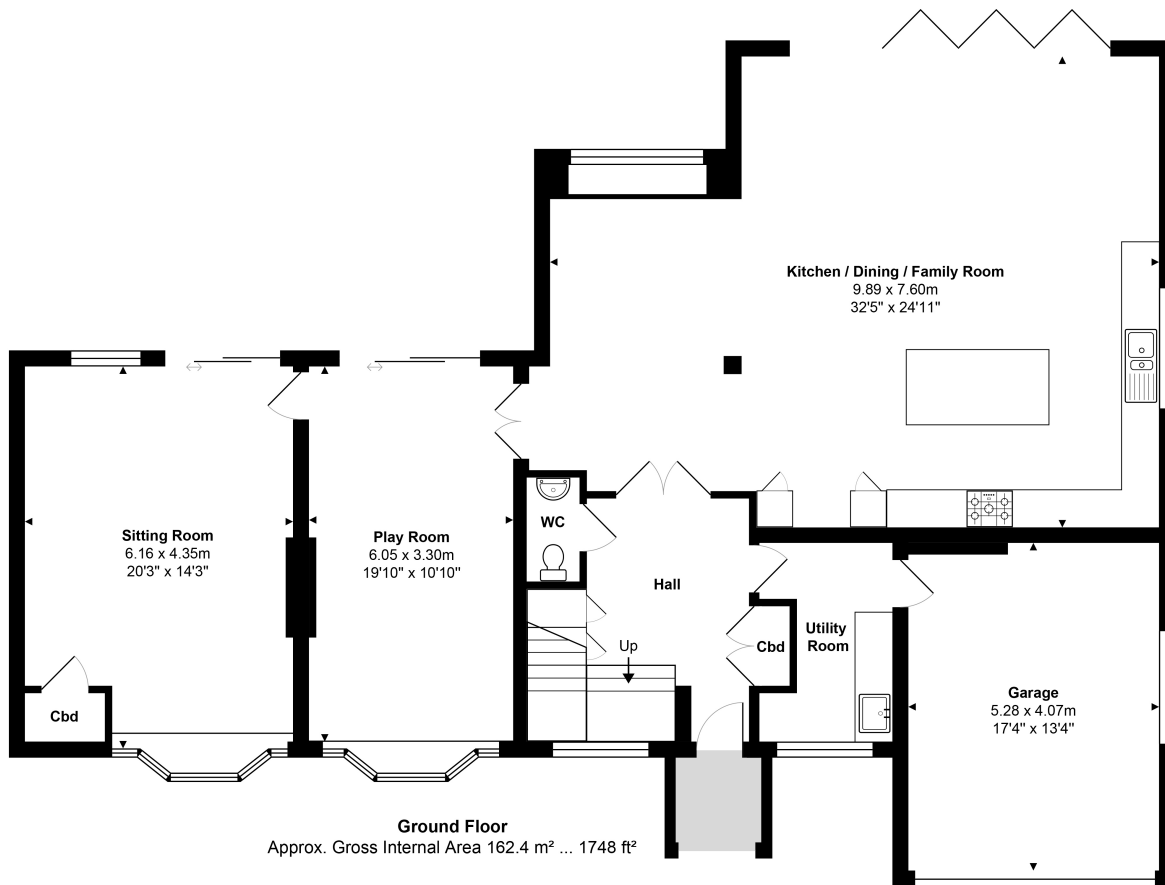 Kitchen / Dining / Family Room
9.89 x 7.60m
32'5" x 24'11"
Sitting Room
6.16 x 4.35m
20'3" x 14'3"
Play Room
6.05 x 3.30m
19'10" x 10'10"
WC
Hall
Up
Cbd
Utility
Room
Cbd
Garage
5.28 x 4.07m
17'4" x 13'4"
Ground Floor
Approx. Gross Internal Area 162.4 m² ... 1748 ft²